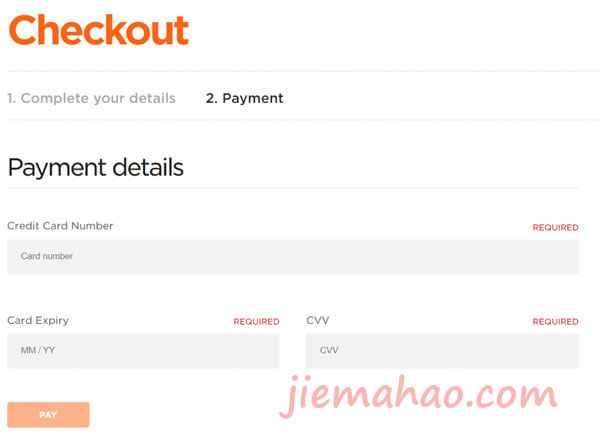 Checkout
1. Complete your details 2. Payment
Payment details
Credit Card Number REQUIRED
Card number
Card Expiry REQUIRED CVV REQUIRED
MM / YY CVV
jiemahao.com
PAY